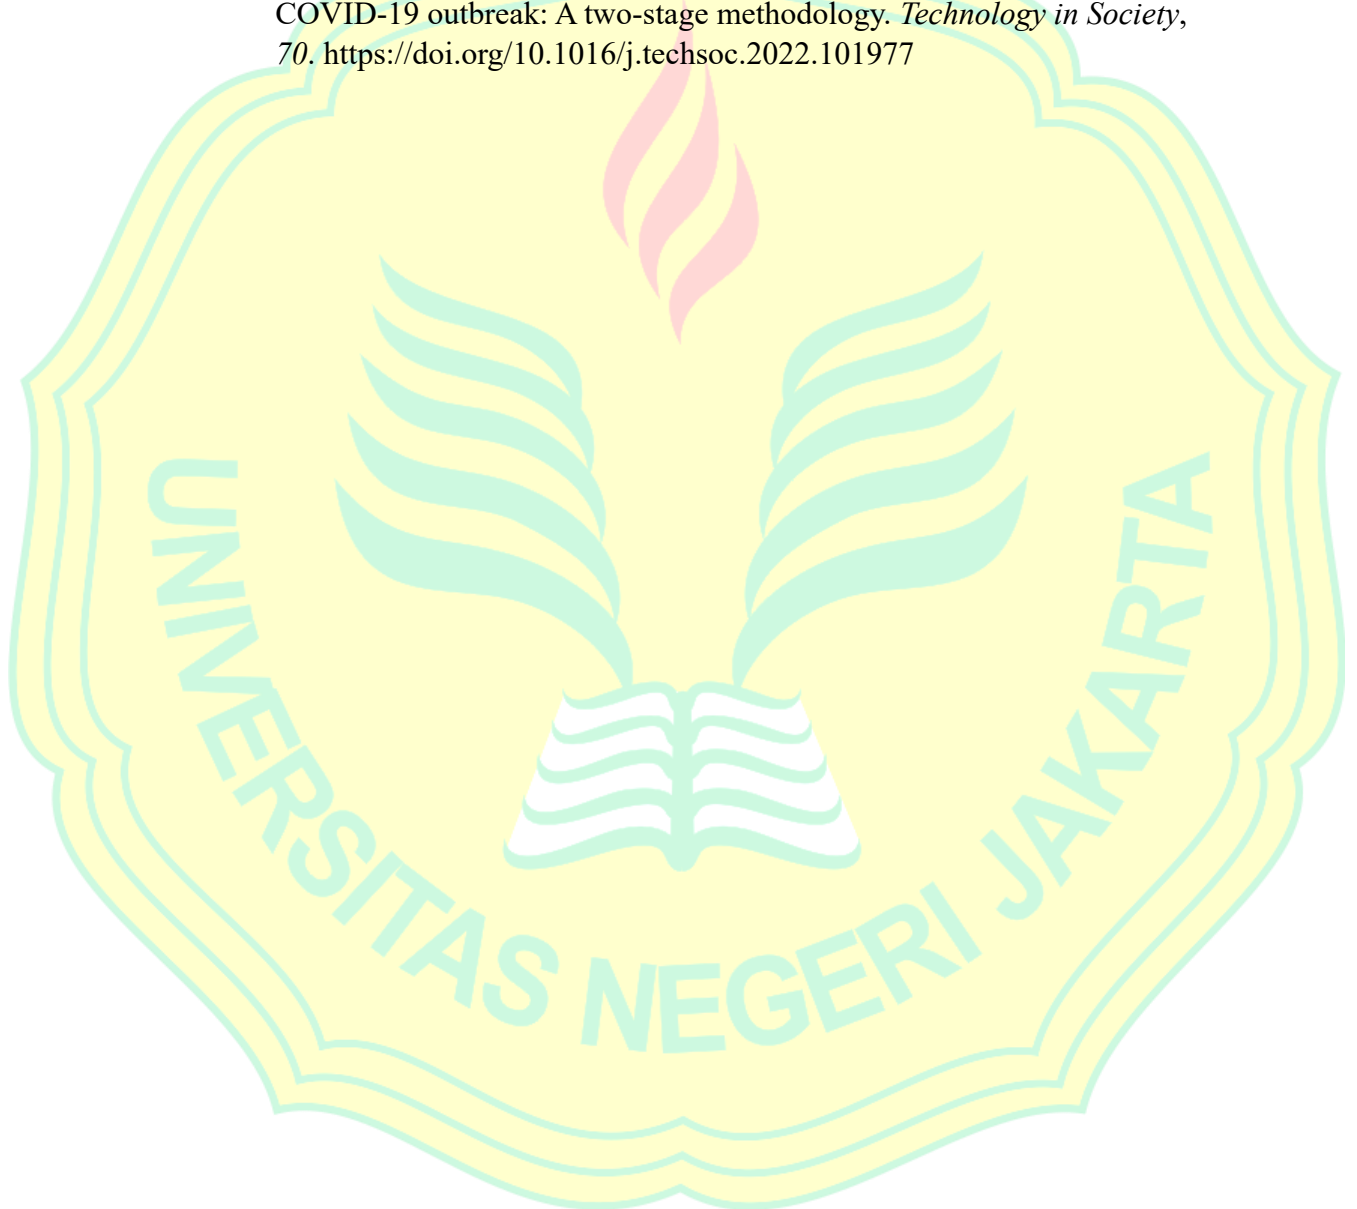 COVID-19 outbreak: A two-stage methodology. Technology in Society,
70. https://doi.org/10.1016/j.techsoc.2022.101977
UNIVERSITAS NEGERI JAKARTA